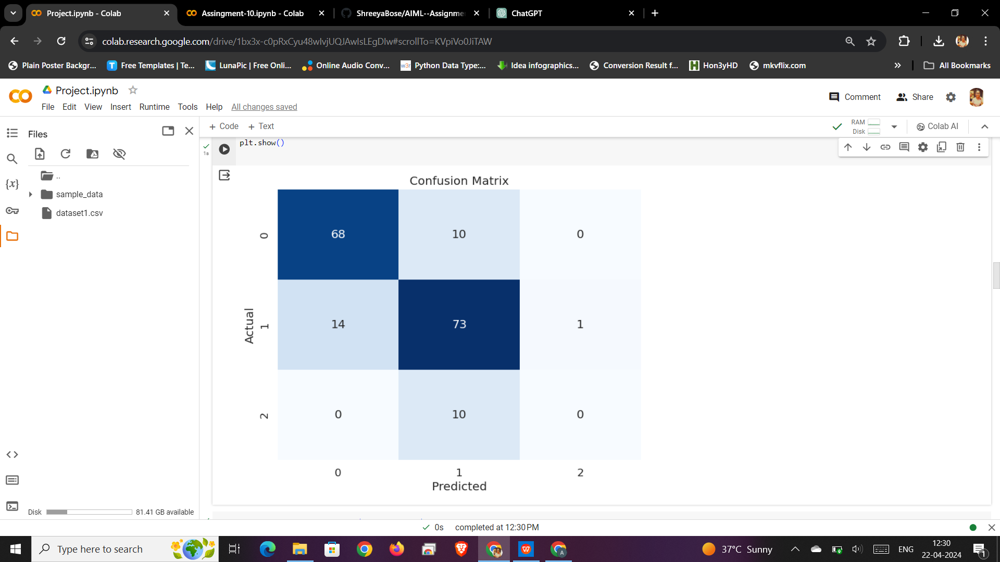 Project.ipynb - Colab
Assingment-10.ipynb - Colab
ShreeyaBose/AIML--Assignme
ChatGPT
colab.research.google.com/drive/1bx3x-c0pRxCyu48wIvjUQJAwIsLEgDIw#scrollTo=KVpiVo0JiTAW
Plain Poster Backgr...
Free Templates | Te...
LunaPic | Free Onli...
Online Audio Conv...
w3r
Python Data Type:...
Idea infographics...
Conversion Result f...
H
Hon3yHD
mkvflix.com
All Bookmarks
Project.ipynb
Comment
Share
File Edit View Insert Runtime Tools Help All changes saved
Files
+ Code + Text
RAM
Disk
Colab AI
plt.show()
1s
..
{x}
sample_data
dataset1.csv
Confusion Matrix
0 68 10 0
Actual
1 14 73 1
2 0 10 0
0 1 2
Predicted
Disk 81.41 GB available
0s completed at 12:30 PM
Type here to search
37°C Sunny
ENG
12:30
22-04-2024
1